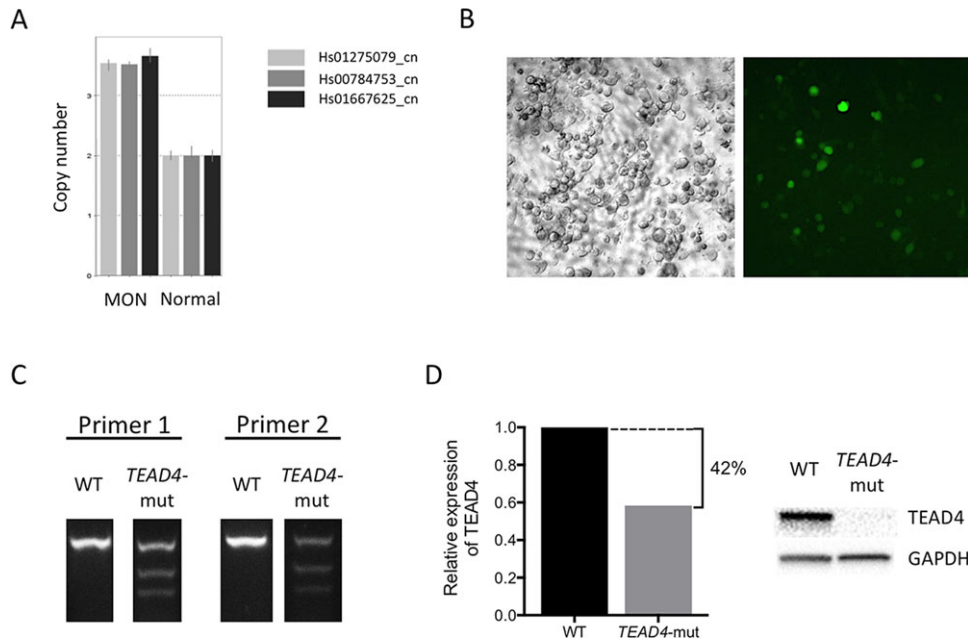 A
Copy number
3
2
1
0
MON Normal
Hs01275079_cn
Hs00784753_cn
Hs01667625_cn
B
C
Primer 1 Primer 2
WT TEAD4-
mut
WT TEAD4-
mut
D
Relative expression
of TEAD4
1.0
0.8
0.6
0.4
0.2
0.0
42%
WT TEAD4-mut
WT TEAD4-
mut
TEAD4
GAPDH